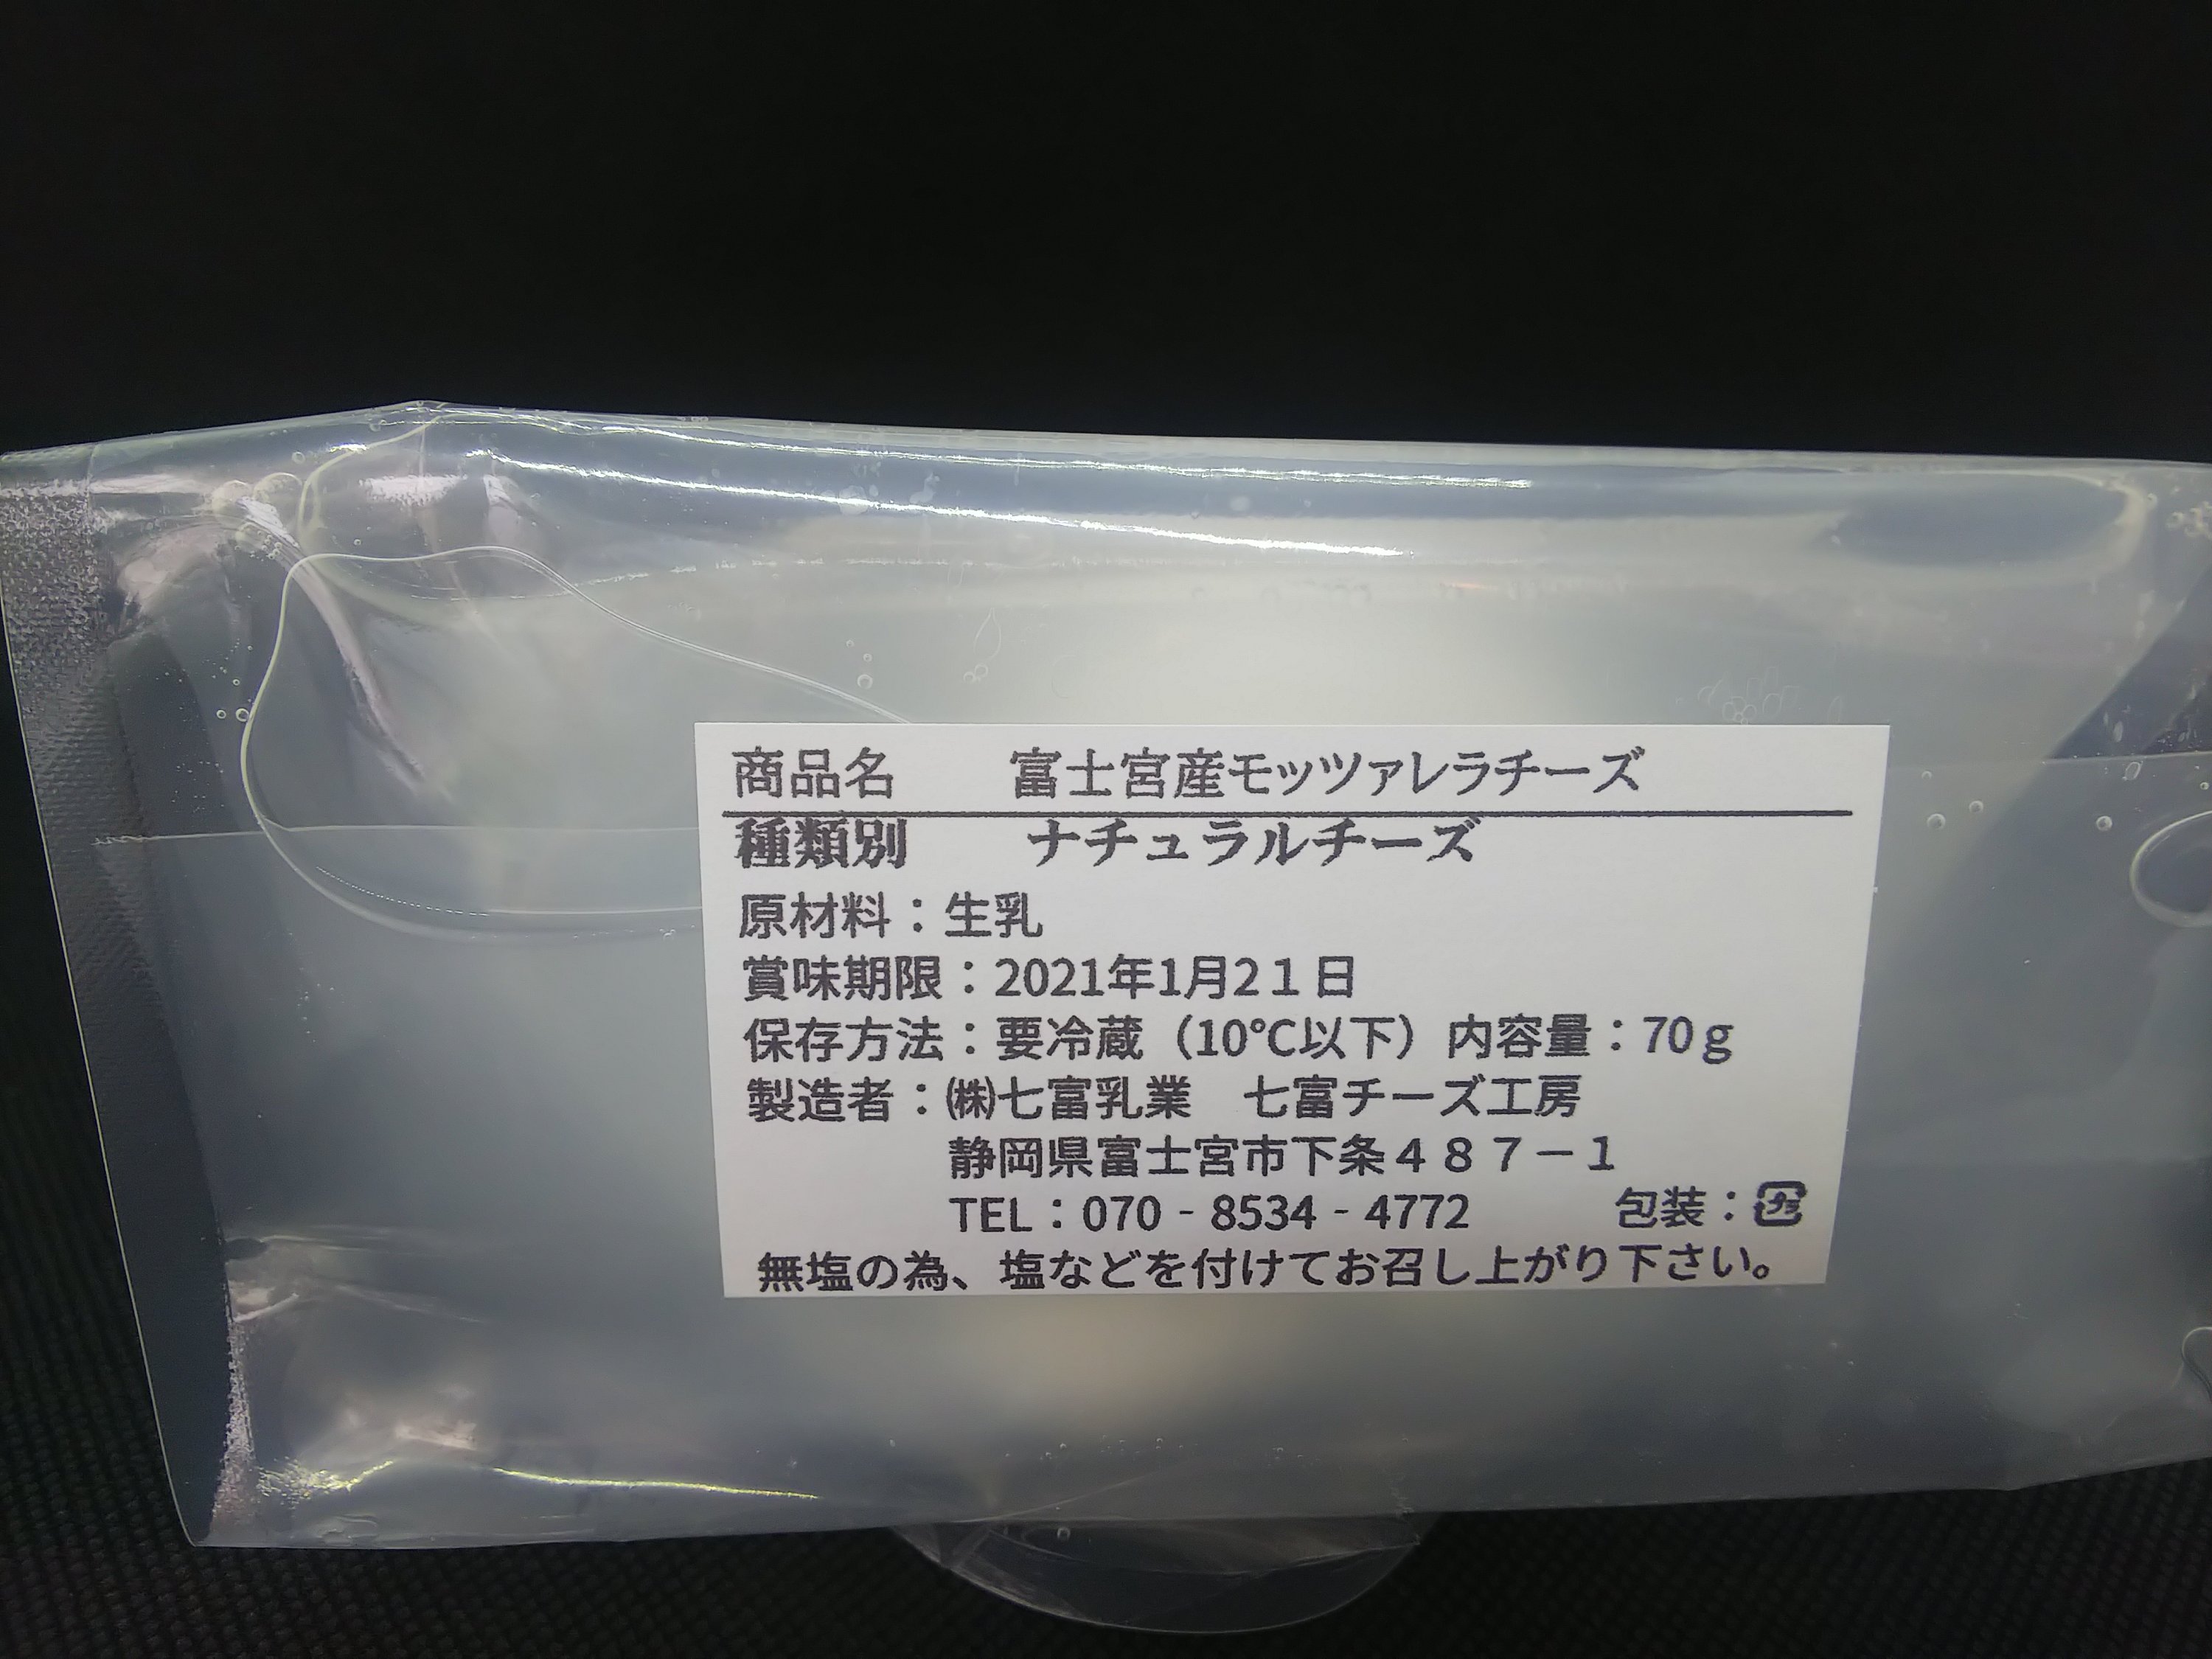 商品名　富士宮産モッツァレラチーズ
種類別　ナチュラルチーズ
原材料：生乳
賞味期限：2021年1月2１日
保存方法：要冷蔵（10℃以下）内容量：70ｇ
製造者：㈱七富乳業　七富チーズ工房
静岡県富士宮市下条４８７－１
TEL：070‐8534‐4772　包装：プラ
無塩の為、塩などを付けてお召し上がり下さい。